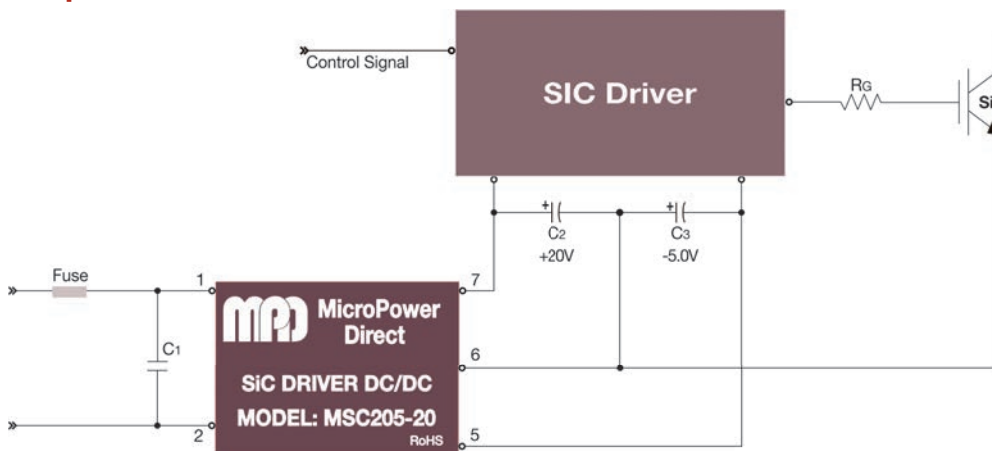 Control Signal
SIC Driver
RG
C2
+20V
C3
-5.0V
Fuse
1
C1
2
MPD MicroPower
Direct
SiC DRIVER DC/DC
MODEL: MSC205-20
RoHS
7
6
5